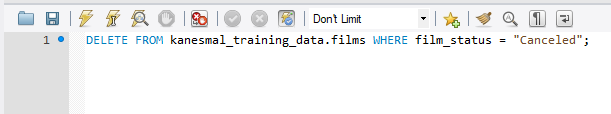 Don't Limit
1 DELETE FROM kanesmal_training_data.films WHERE film_status = "Canceled";